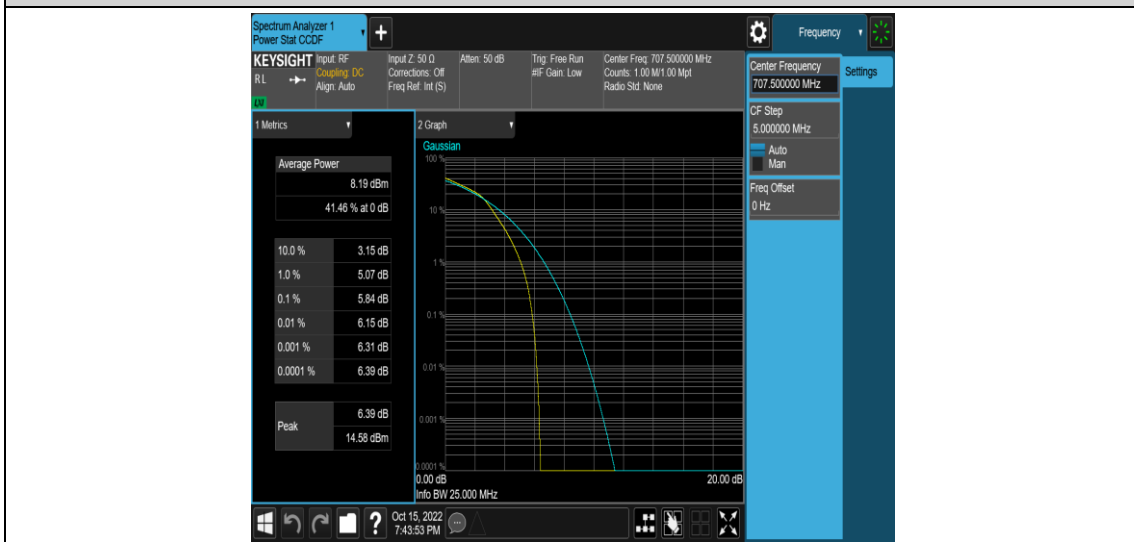 Spectrum Analyzer 1
Power Stat CCDF
+
Frequency
KEYSIGHT
RL
Input: RF
Coupling: DC
Align: Auto
Input Z: 50 Ω
Corrections: Off
Freq Ref: Int (S)
Atten: 50 dB
Trig: Free Run
#IF Gain: Low
Center Freq: 707.500000 MHz
Counts: 1.00 M/1.00 Mpt
Radio Std: None
Center Frequency
707.500000 MHz
Settings
CF Step
5.000000 MHz
Auto
Man
Freq Offset
0 Hz
1 Metrics
Average Power
8.19 dBm
41.46 % at 0 dB
10.0 % 3.15 dB
1.0 % 5.07 dB
0.1 % 5.84 dB
0.01 % 6.15 dB
0.001 % 6.31 dB
0.0001 % 6.39 dB
Peak
6.39 dB
14.58 dBm
2 Graph
Gaussian
100 %
10 %
1 %
0.1 %
0.01 %
0.001 %
0.0001 %
0.00 dB 20.00 dB
Info BW 25.000 MHz
?
Oct 15, 2022
7:43:53 PM